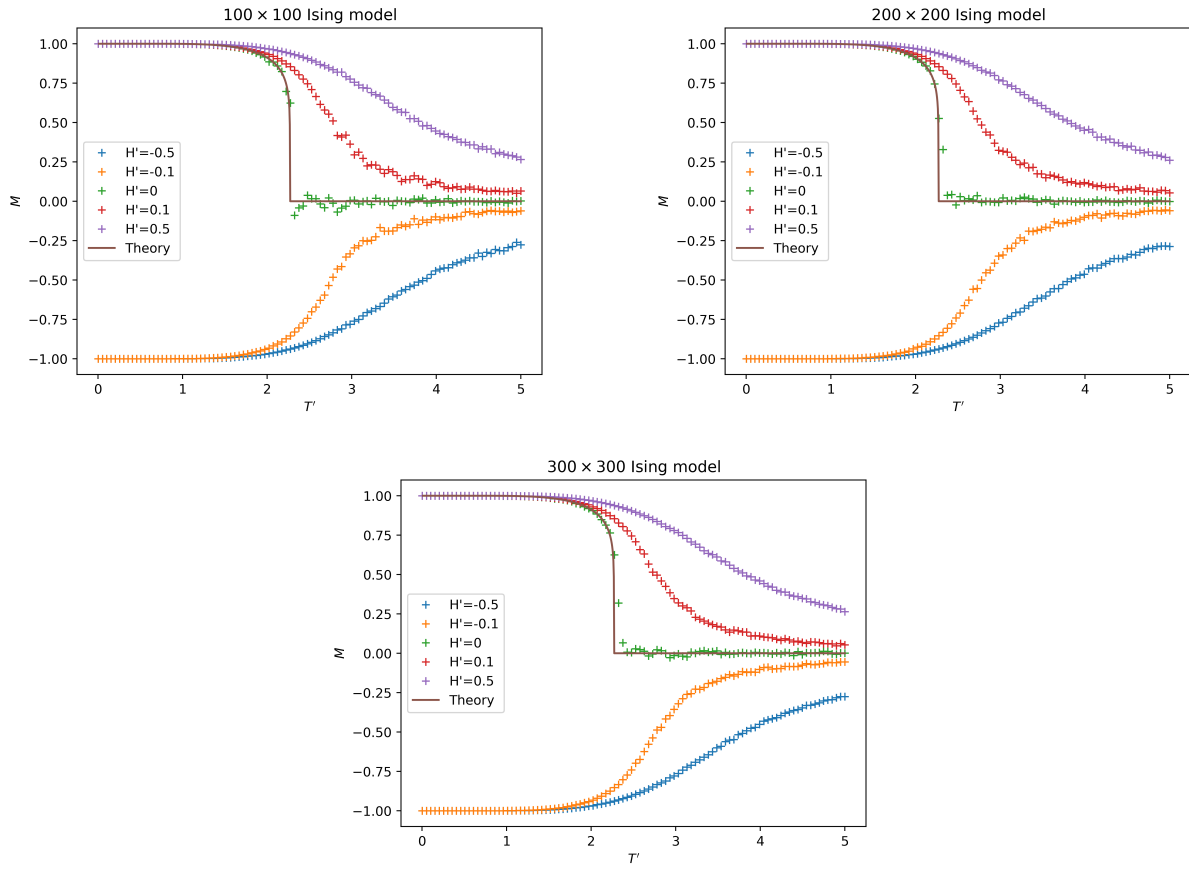 100 × 100 Ising model
1.00
0.75
0.50
0.25
0.00
−0.25
−0.50
−0.75
−1.00
M
H'=-0.5
H'=-0.1
H'=0
H'=0.1
H'=0.5
Theory
0 1 2 3 4 5
T′
200 × 200 Ising model
1.00
0.75
0.50
0.25
0.00
−0.25
−0.50
−0.75
−1.00
M
H'=-0.5
H'=-0.1
H'=0
H'=0.1
H'=0.5
Theory
0 1 2 3 4 5
T′
300 × 300 Ising model
1.00
0.75
0.50
0.25
0.00
−0.25
−0.50
−0.75
−1.00
M
H'=-0.5
H'=-0.1
H'=0
H'=0.1
H'=0.5
Theory
0 1 2 3 4 5
T′